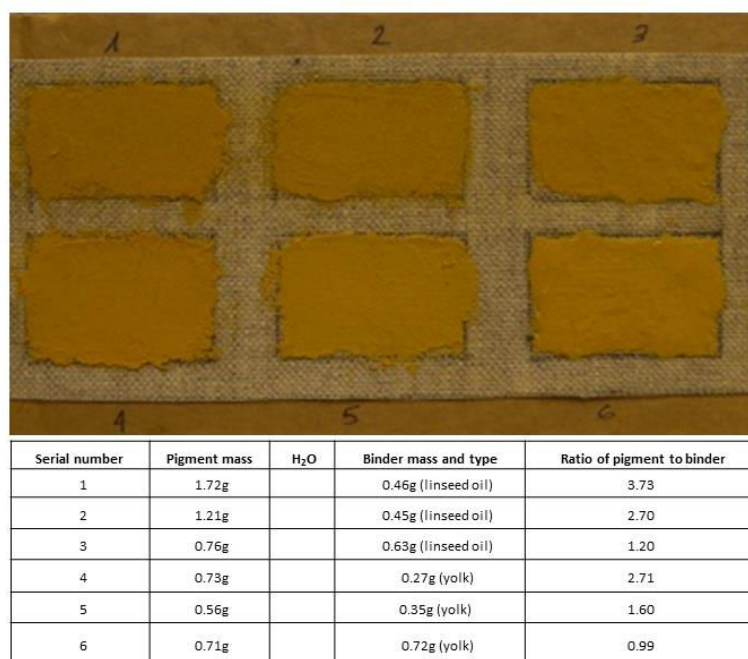 1 2 3
4 5 6
Serial number Pigment mass H₂O Binder mass and type Ratio of pigment to binder
1 1.72g 0.46g (linseed oil) 3.73
2 1.21g 0.45g (linseed oil) 2.70
3 0.76g 0.63g (linseed oil) 1.20
4 0.73g 0.27g (yolk) 2.71
5 0.56g 0.35g (yolk) 1.60
6 0.71g 0.72g (yolk) 0.99